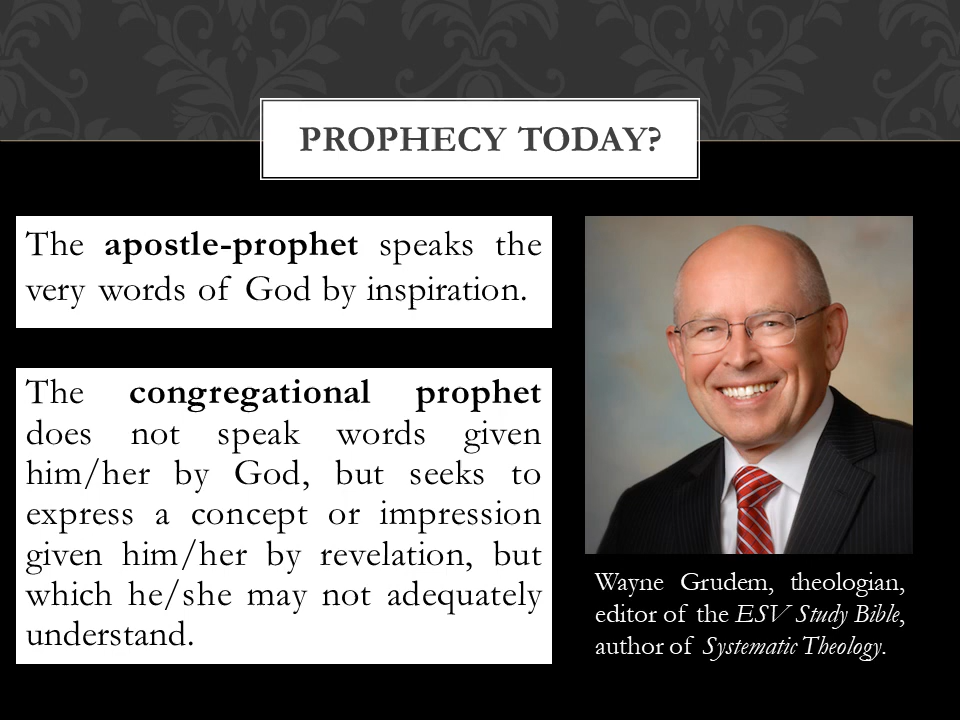 PROPHECY TODAY?
The apostle-prophet speaks the
very words of God by inspiration.
The congregational prophet
does not speak words given
him/her by God, but seeks to
express a concept or impression
given him/her by revelation, but
which he/she may not adequately
understand.
Wayne Grudem, theologian,
editor of the ESV Study Bible,
author of Systematic Theology.